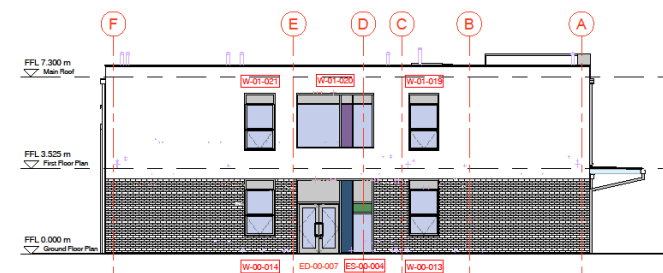 F E D C B A
FFL 7.300 m
Main Roof
W-01-021 W-01-020 W-01-019
FFL 3.525 m
First Floor Plan
FFL 0.000 m
Ground Floor Plan
W-00-014 ED-00-007 ES-00-004 W-00-013